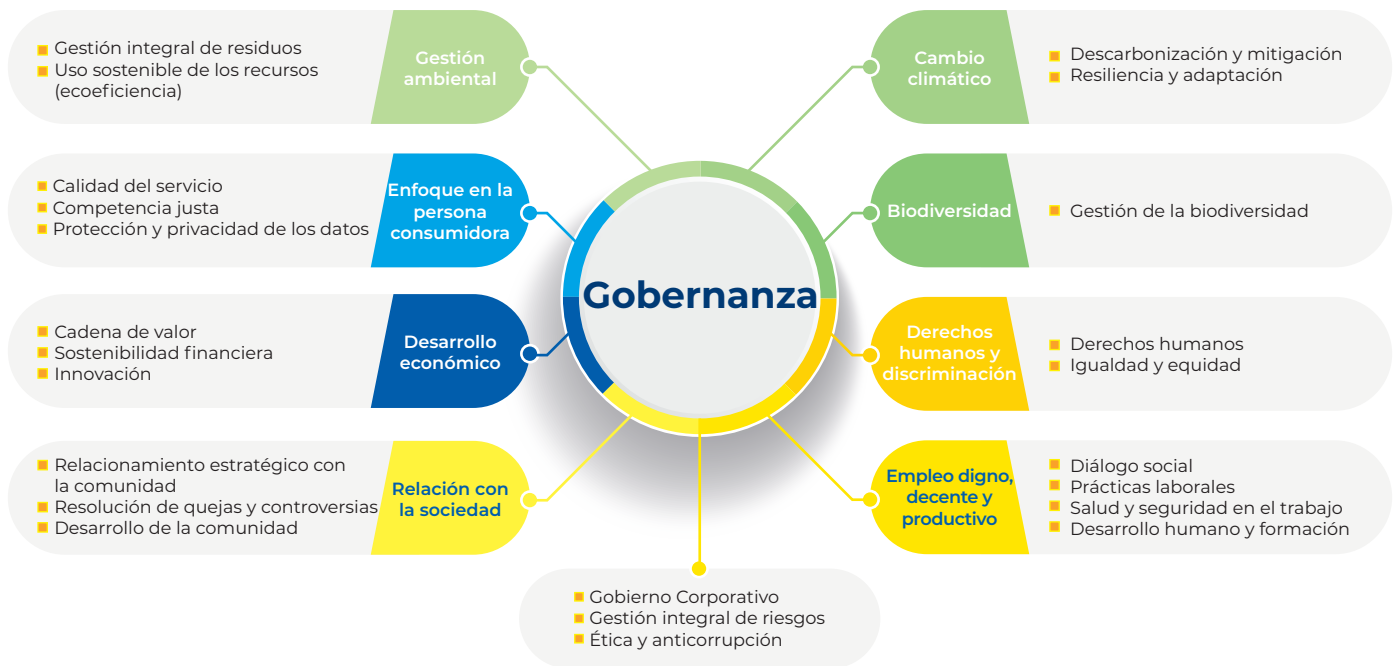 Gestión integral de residuos
Uso sostenible de los recursos
(ecoeficiencia)
Gestión
ambiental
Cambio
climático
Descarbonización y mitigación
Resiliencia y adaptación
Calidad del servicio
Competencia justa
Protección y privacidad de los datos
Enfoque en la
persona
consumidora
Biodiversidad
Gestión de la biodiversidad
Gobernanza
Cadena de valor
Sostenibilidad financiera
Innovación
Desarrollo
económico
Derechos
humanos y
discriminación
Derechos humanos
Igualdad y equidad
Relacionamiento estratégico con
la comunidad
Resolución de quejas y controversias
Desarrollo de la comunidad
Relación con
la sociedad
Empleo digno,
decente y
productivo
Diálogo social
Prácticas laborales
Salud y seguridad en el trabajo
Desarrollo humano y formación
Gobierno Corporativo
Gestión integral de riesgos
Ética y anticorrupción